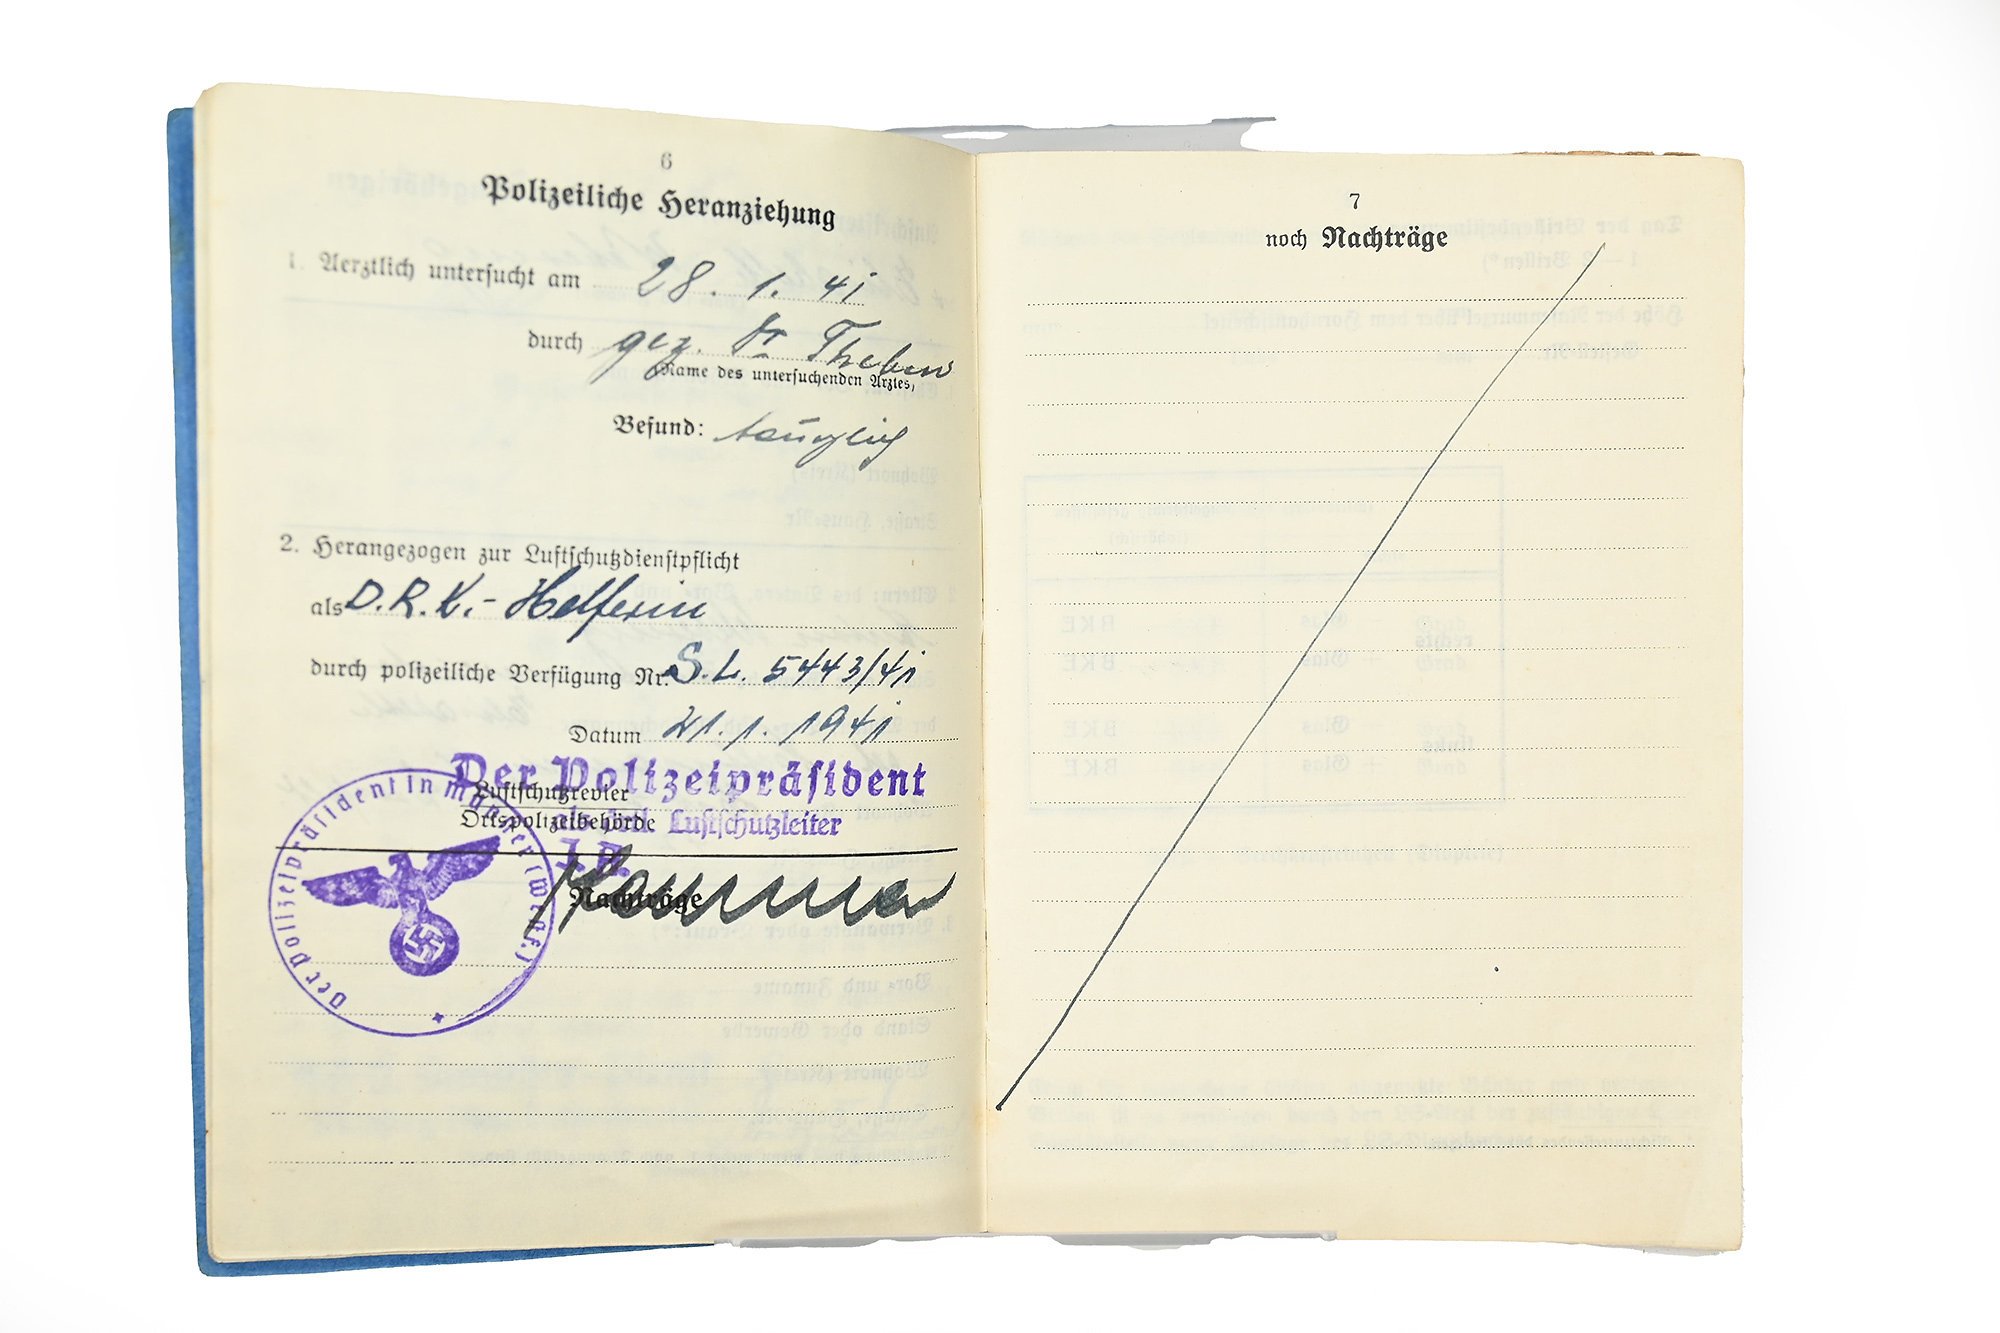 6
Polizeiliche Heranziehung
1. Aerztlich untersucht am 28. 1. 41
durch gez. Dr Theben
Name des untersuchenden Arztes,
Befund: tauglich
2. Herangezogen zur Luftschutzdienstpflicht
als D.R.K.- Helferin
durch polizeiliche Verfügung Nr. S.L. 5443/41
Datum 21. 1. 1941
Der Polizeipräsident
Luftschutzrevier
Ortspolizeibehörde
als örtl. Luftschutzleiter
I.A.
Nachträge
Der Polizeipräsident in Münster (Westf.)
7
noch Nachträge